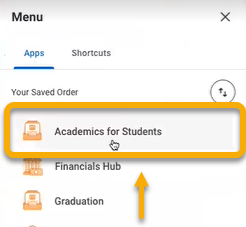 Menu
Apps Shortcuts
Your Saved Order
Academics for Students
Financials Hub
Graduation